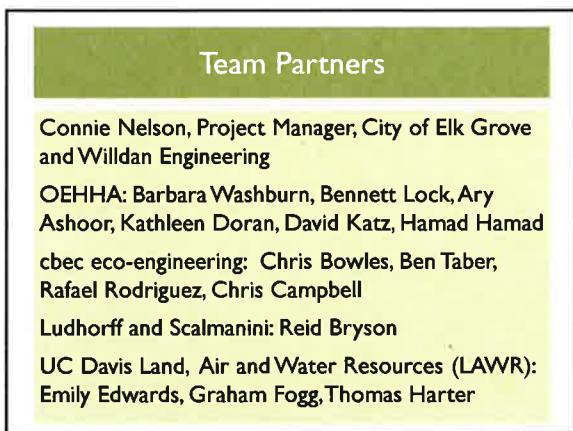 Team Partners
Connie Nelson, Project Manager, City of Elk Grove
and Willdan Engineering
OEHHA: Barbara Washburn, Bennett Lock, Ary
Ashoor, Kathleen Doran, David Katz, Hamad Hamad
cbec eco-engineering: Chris Bowles, Ben Taber,
Rafael Rodriguez, Chris Campbell
Ludhorff and Scalmanini: Reid Bryson
UC Davis Land, Air and Water Resources (LAWR):
Emily Edwards, Graham Fogg, Thomas Harter